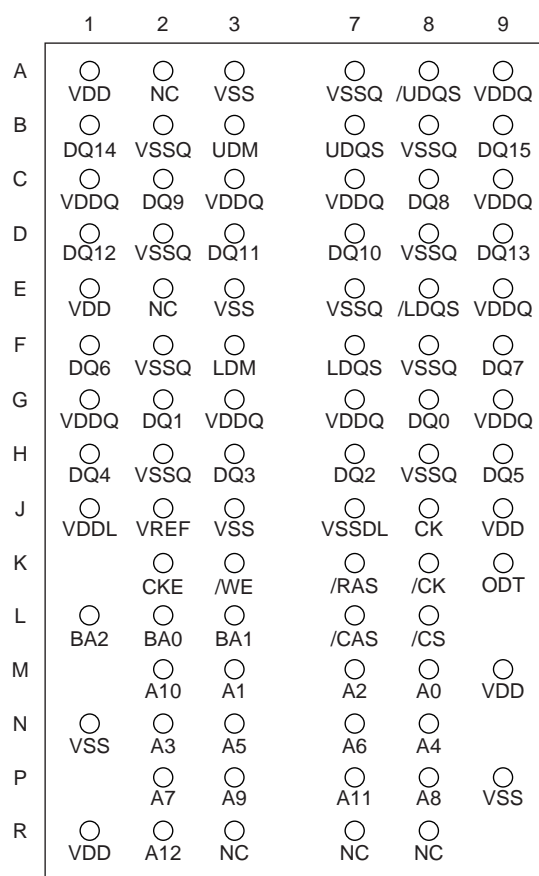 1 2 3 7 8 9
A
VDD NC VSS VSSQ /UDQS VDDQ
B
DQ14 VSSQ UDM UDQS VSSQ DQ15
C
VDDQ DQ9 VDDQ VDDQ DQ8 VDDQ
D
DQ12 VSSQ DQ11 DQ10 VSSQ DQ13
E
VDD NC VSS VSSQ /LDQS VDDQ
F
DQ6 VSSQ LDM LDQS VSSQ DQ7
G
VDDQ DQ1 VDDQ VDDQ DQ0 VDDQ
H
DQ4 VSSQ DQ3 DQ2 VSSQ DQ5
J
VDDL VREF VSS VSSDL CK VDD
K
CKE /WE /RAS /CK ODT
L
BA2 BA0 BA1 /CAS /CS
M
A10 A1 A2 A0 VDD
N
VSS A3 A5 A6 A4
P
A7 A9 A11 A8 VSS
R
VDD A12 NC NC NC